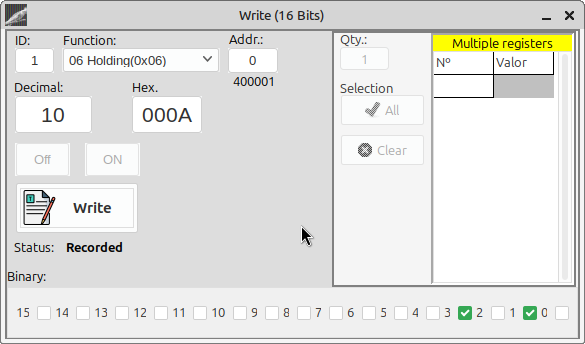 Write (16 Bits)
ID: Function: Addr.:
1 06 Holding(0x06) 0
400001
Decimal: Hex.
10 000A
Off ON
Write
Status: Recorded
Binary:
Qty.:
1
Selection
All
Clear
Multiple registers
Nº Valor
15 14 13 12 11 10 9 8 7 6 5 4 3 2 1 0